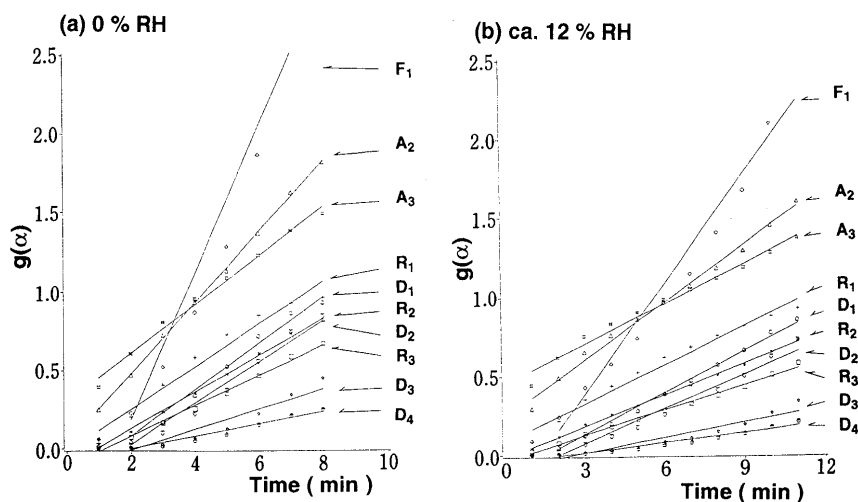 (a) 0 % RH
2.5
2.0
1.5
1.0
0.5
0.0
g(α)
0 2 4 6 8 10
Time ( min )
F1
A2
A3
R1
D1
R2
D2
R3
D3
D4
(b) ca. 12 % RH
2.5
2.0
1.5
1.0
0.5
0.0
g(α)
0 3 6 9 12
Time ( min )
F1
A2
A3
R1
D1
R2
D2
R3
D3
D4